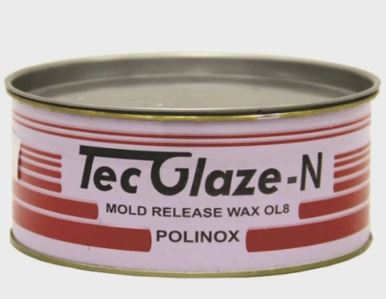 TecGlaze-N
MOLD RELEASE WAX OL8
POLINOX